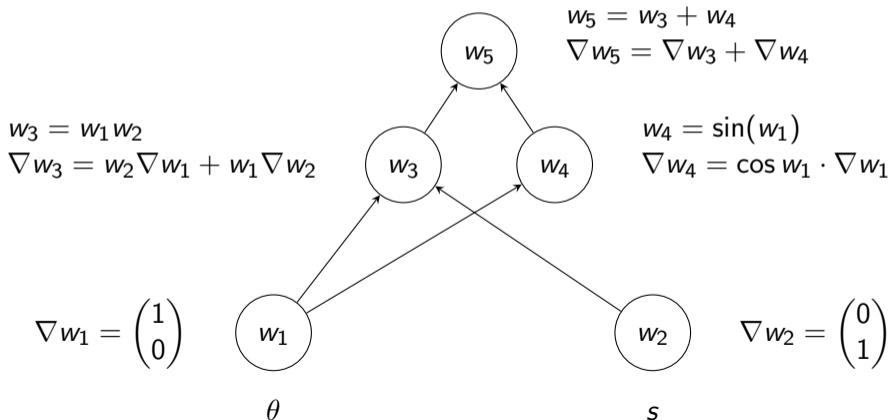 w₅ = w₃ + w₄
∇w₅ = ∇w₃ + ∇w₄
w₅
w₃ = w₁w₂
∇w₃ = w₂∇w₁ + w₁∇w₂
w₃
w₄
w₄ = sin(w₁)
∇w₄ = cos w₁ · ∇w₁
∇w₁ = (1 0)
w₁
w₂
∇w₂ = (0 1)
θ
s